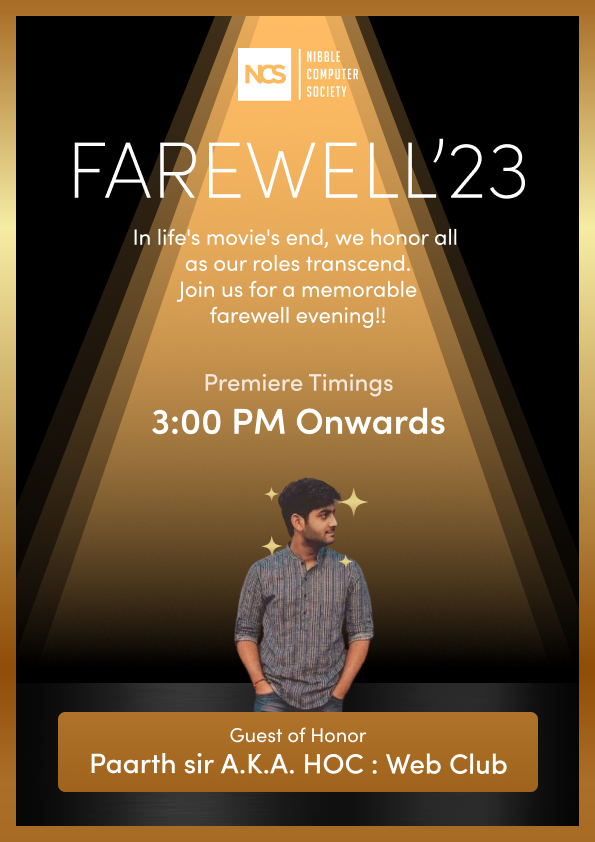 NCS
NIBBLE
COMPUTER
SOCIETY
FAREWELL'23
In life's movie's end, we honor all
as our roles transcend.
Join us for a memorable
farewell evening!!
Premiere Timings
3:00 PM Onwards
Guest of Honor
Paarth sir A.K.A. HOC : Web Club